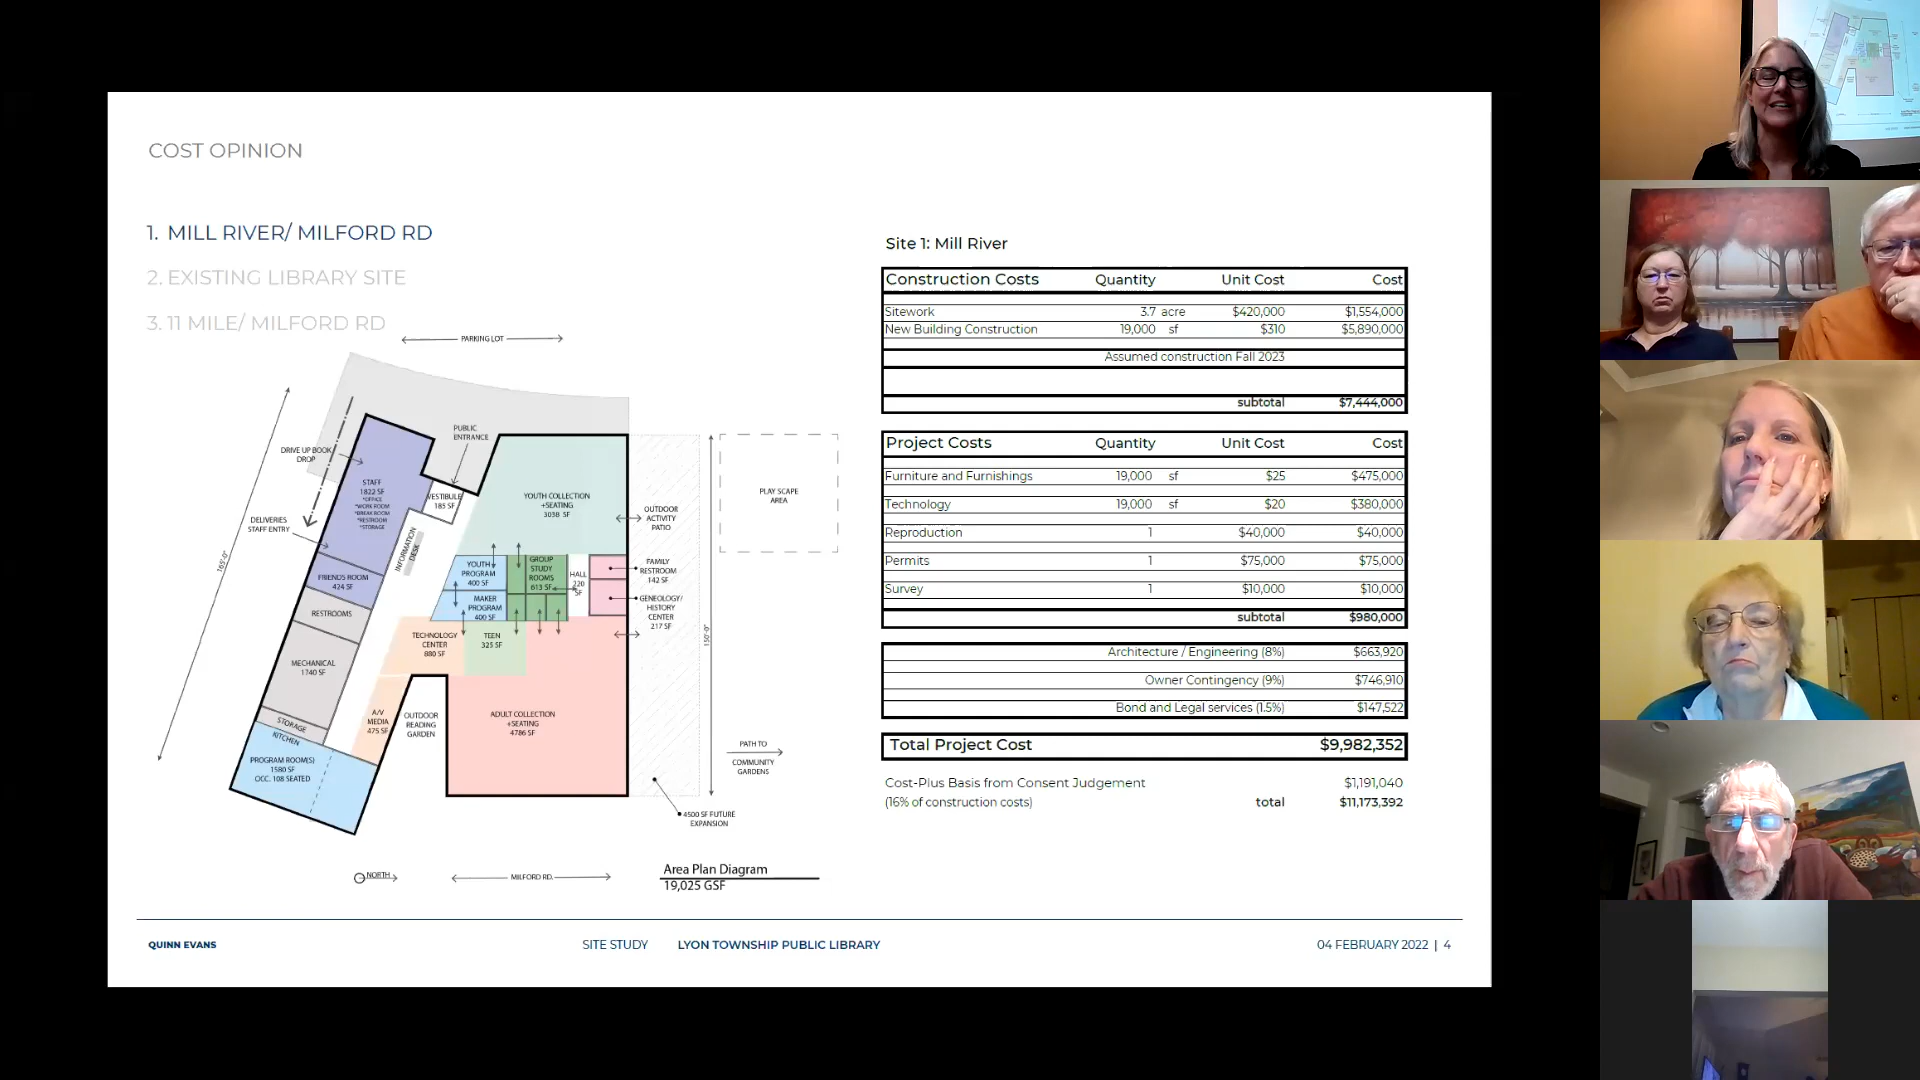 COST OPINION
1. MILL RIVER/ MILFORD RD
2. EXISTING LIBRARY SITE
3. 11 MILE/ MILFORD RD
PARKING LOT
PUBLIC
ENTRANCE
DRIVE UP BOOK
DROP
STAFF
1822 SF
*OFFICE
*WORK ROOM
*BREAK ROOM
*RESTROOM
*STORAGE
VESTIBULE
185 SF
YOUTH COLLECTION
+SEATING
3038 SF
PLAY SCAPE
AREA
DELIVERIES
STAFF ENTRY
OUTDOOR
ACTIVITY
PATIO
INFORMATION
DESK
165'-0"
FRIENDS ROOM
424 SF
YOUTH
PROGRAM
400 SF
GROUP
STUDY
ROOMS
613 SF
HALL
220
SF
FAMILY
RESTROOM
142 SF
MAKER
PROGRAM
400 SF
GENEOLOGY/
HISTORY
CENTER
217 SF
RESTROOMS
TECHNOLOGY
CENTER
880 SF
TEEN
325 SF
150'-0"
MECHANICAL
1740 SF
A/V
MEDIA
475 SF
OUTDOOR
READING
GARDEN
ADULT COLLECTION
+SEATING
4786 SF
STORAGE
KITCHEN
PROGRAM ROOM(S)
1580 SF
OCC. 108 SEATED
PATH TO
COMMUNITY
GARDENS
4500 SF FUTURE
EXPANSION
NORTH
MILFORD RD.
Area Plan Diagram
19,025 GSF
Site 1: Mill River
Construction Costs Quantity Unit Cost Cost
Sitework 3.7 acre $420,000 $1,554,000
New Building Construction 19,000 sf $310 $5,890,000
Assumed construction Fall 2023
subtotal $7,444,000
Project Costs Quantity Unit Cost Cost
Furniture and Furnishings 19,000 sf $25 $475,000
Technology 19,000 sf $20 $380,000
Reproduction 1 $40,000 $40,000
Permits 1 $75,000 $75,000
Survey 1 $10,000 $10,000
subtotal $980,000
Architecture / Engineering (8%) $663,920
Owner Contingency (9%) $746,910
Bond and Legal services (1.5%) $147,522
Total Project Cost $9,982,352
Cost-Plus Basis from Consent Judgement $1,191,040
(16% of construction costs) total $11,173,392
QUINN EVANS
SITE STUDY LYON TOWNSHIP PUBLIC LIBRARY
04 FEBRUARY 2022 | 4